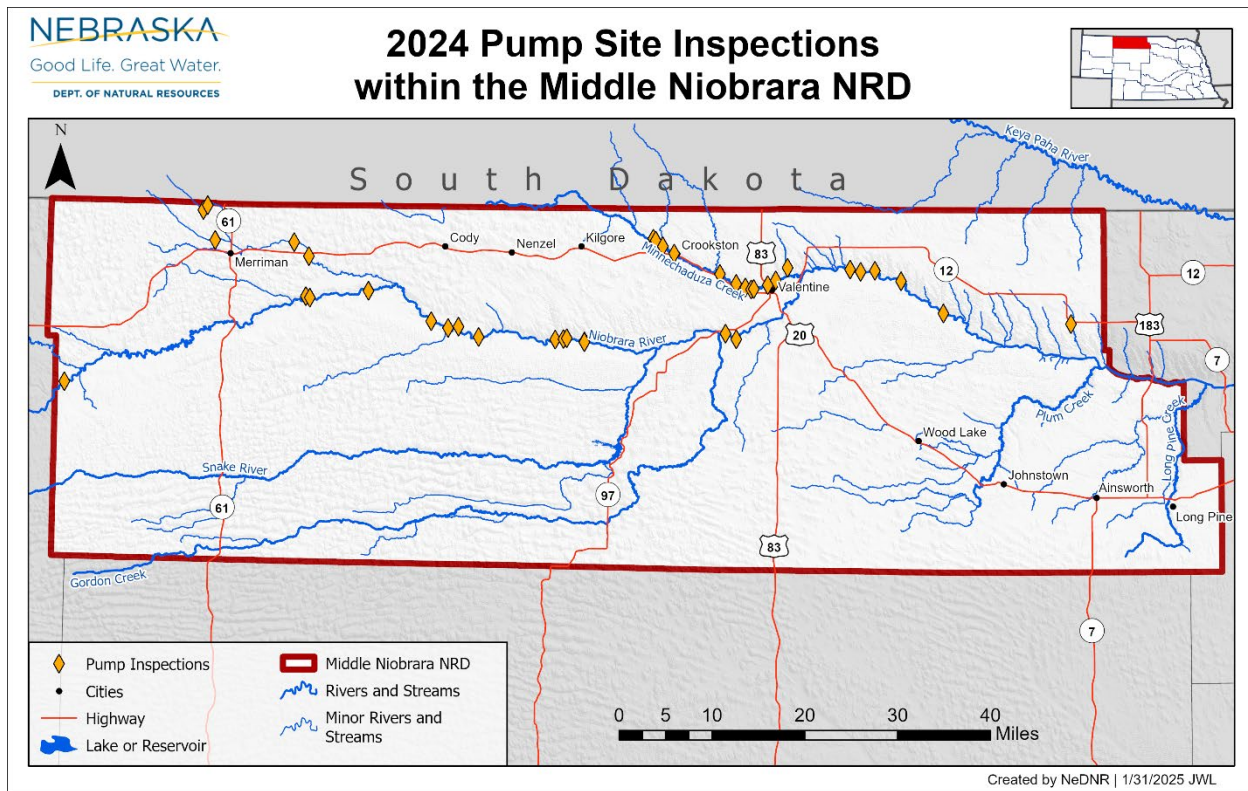 NEBRASKA
Good Life. Great Water.
DEPT. OF NATURAL RESOURCES
2024 Pump Site Inspections
within the Middle Niobrara NRD
N
South Dakota
Keya Paha River
61
Merriman
Cody
Nenzel
Kilgore
Crookston
Minnechaduza Creek
83
Valentine
12
12
183
7
20
Niobrara River
Plum Creek
Long Pine Creek
Wood Lake
Johnstown
Ainsworth
Long Pine
Snake River
61
97
83
Gordon Creek
7
Pump Inspections
Cities
Highway
Lake or Reservoir
Middle Niobrara NRD
Rivers and Streams
Minor Rivers and
Streams
0 5 10 20 30 40
Miles
Created by NeDNR | 1/31/2025 JWL